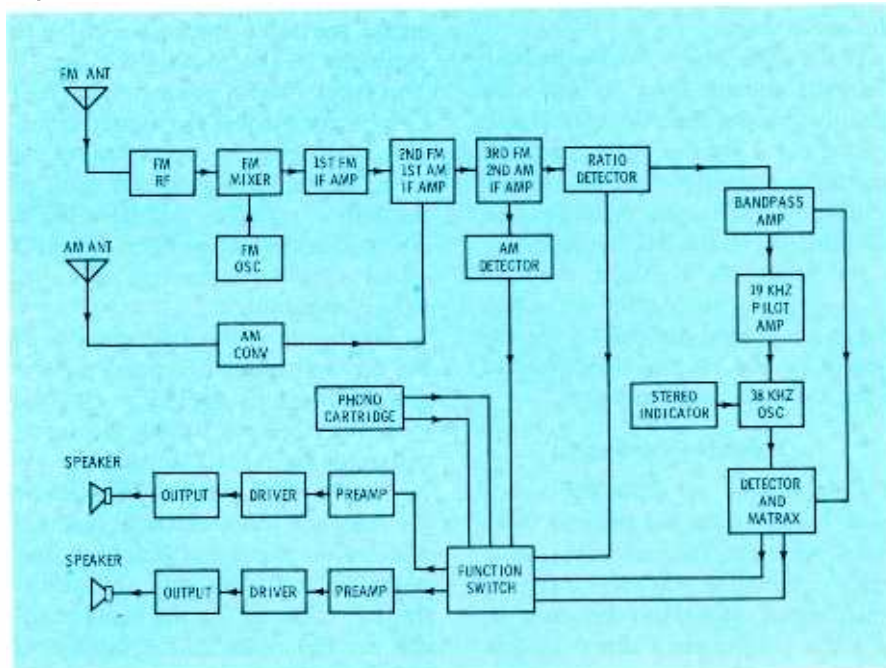 FM ANT
FM
RF
FM
MIXER
1ST FM
IF AMP
2ND FM
1ST AM
IF AMP
3RD FM
2ND AM
IF AMP
RATIO
DETECTOR
BANDPASS
AMP
AM ANT
FM
OSC
AM
DETECTOR
19 KHZ
PILOT
AMP
AM
CONV
PHONO
CARTRIDGE
STEREO
INDICATOR
38 KHZ
OSC
SPEAKER
OUTPUT
DRIVER
PREAMP
DETECTOR
AND
MATRAX
SPEAKER
OUTPUT
DRIVER
PREAMP
FUNCTION
SWITCH